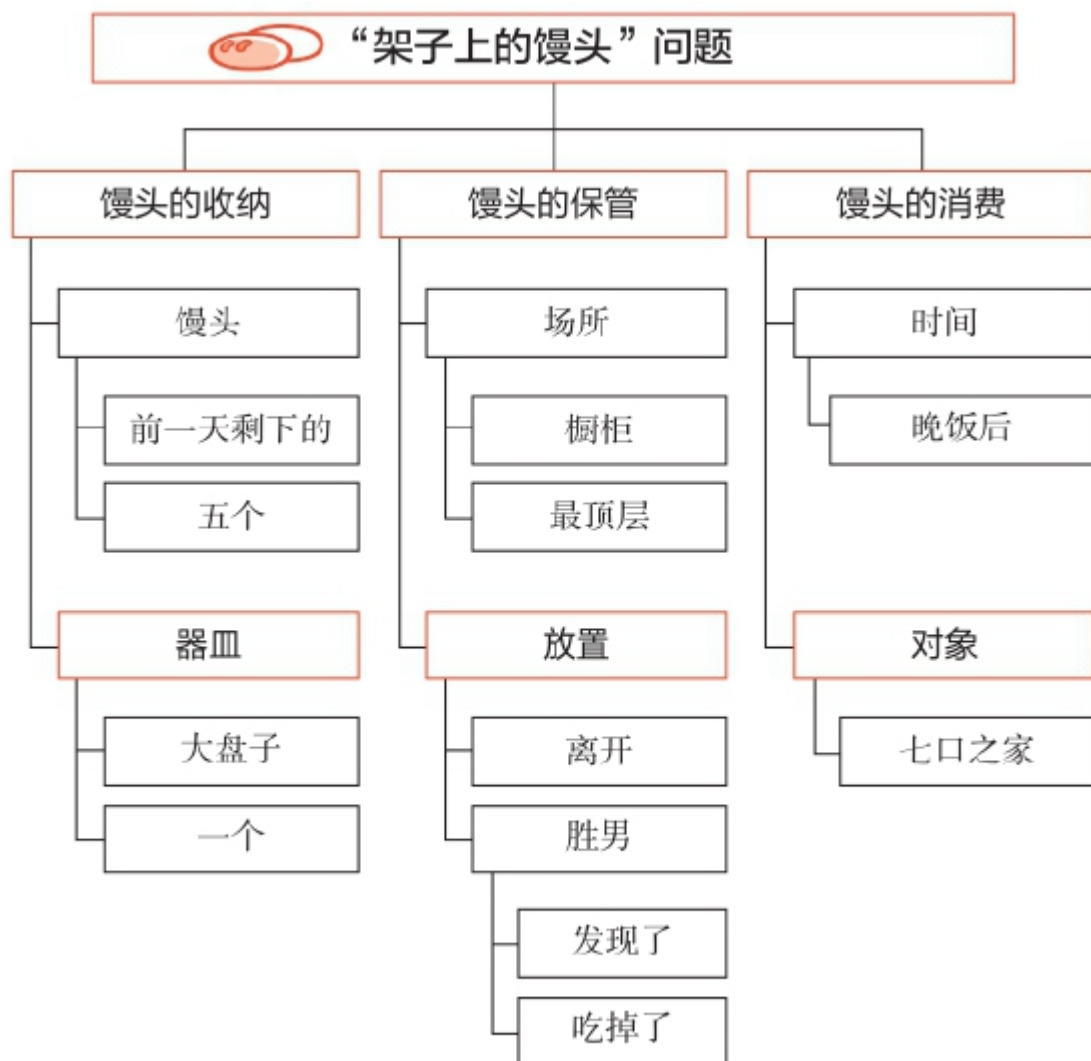 “架子上的馒头”问题
馒头的收纳
馒头
前一天剩下的
五个
器皿
大盘子
一个
馒头的保管
场所
橱柜
最顶层
放置
离开
胜男
发现了
吃掉了
馒头的消费
时间
晚饭后
对象
七口之家